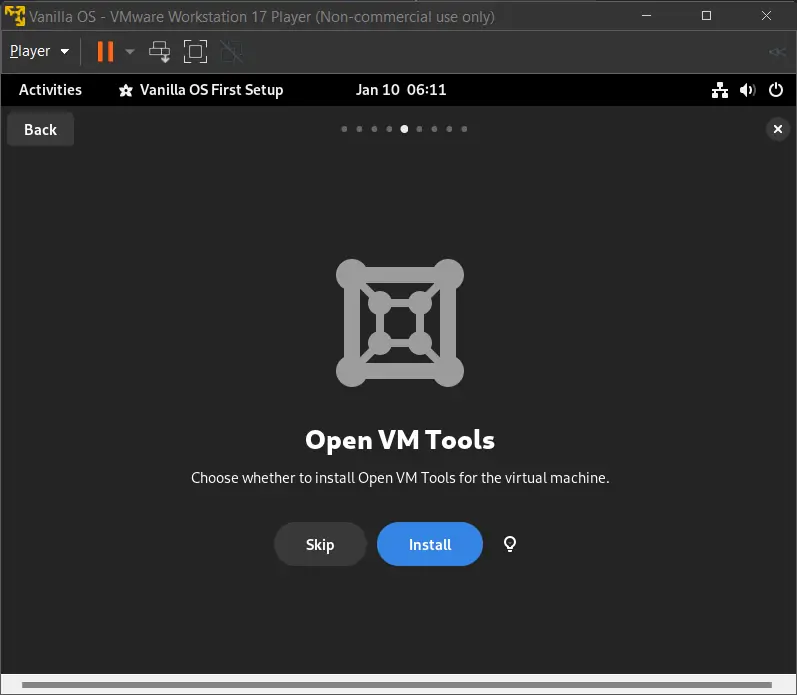 Vanilla OS - VMware Workstation 17 Player (Non-commercial use only)
Player
Activities
Vanilla OS First Setup
Jan 10 06:11
Back
Open VM Tools
Choose whether to install Open VM Tools for the virtual machine.
Skip
Install